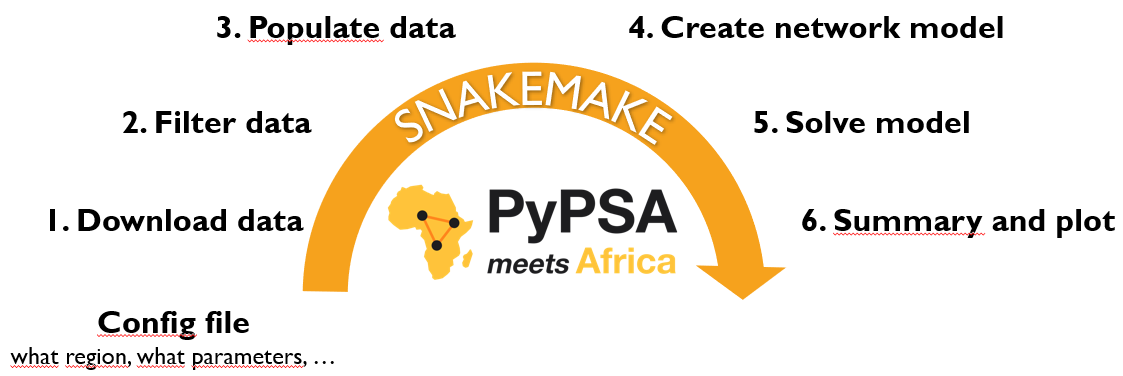 3. Populate data
4. Create network model
SNAKEMAKE
2. Filter data
5. Solve model
1. Download data
PyPSA
meets Africa
6. Summary and plot
Config file
what region, what parameters, …